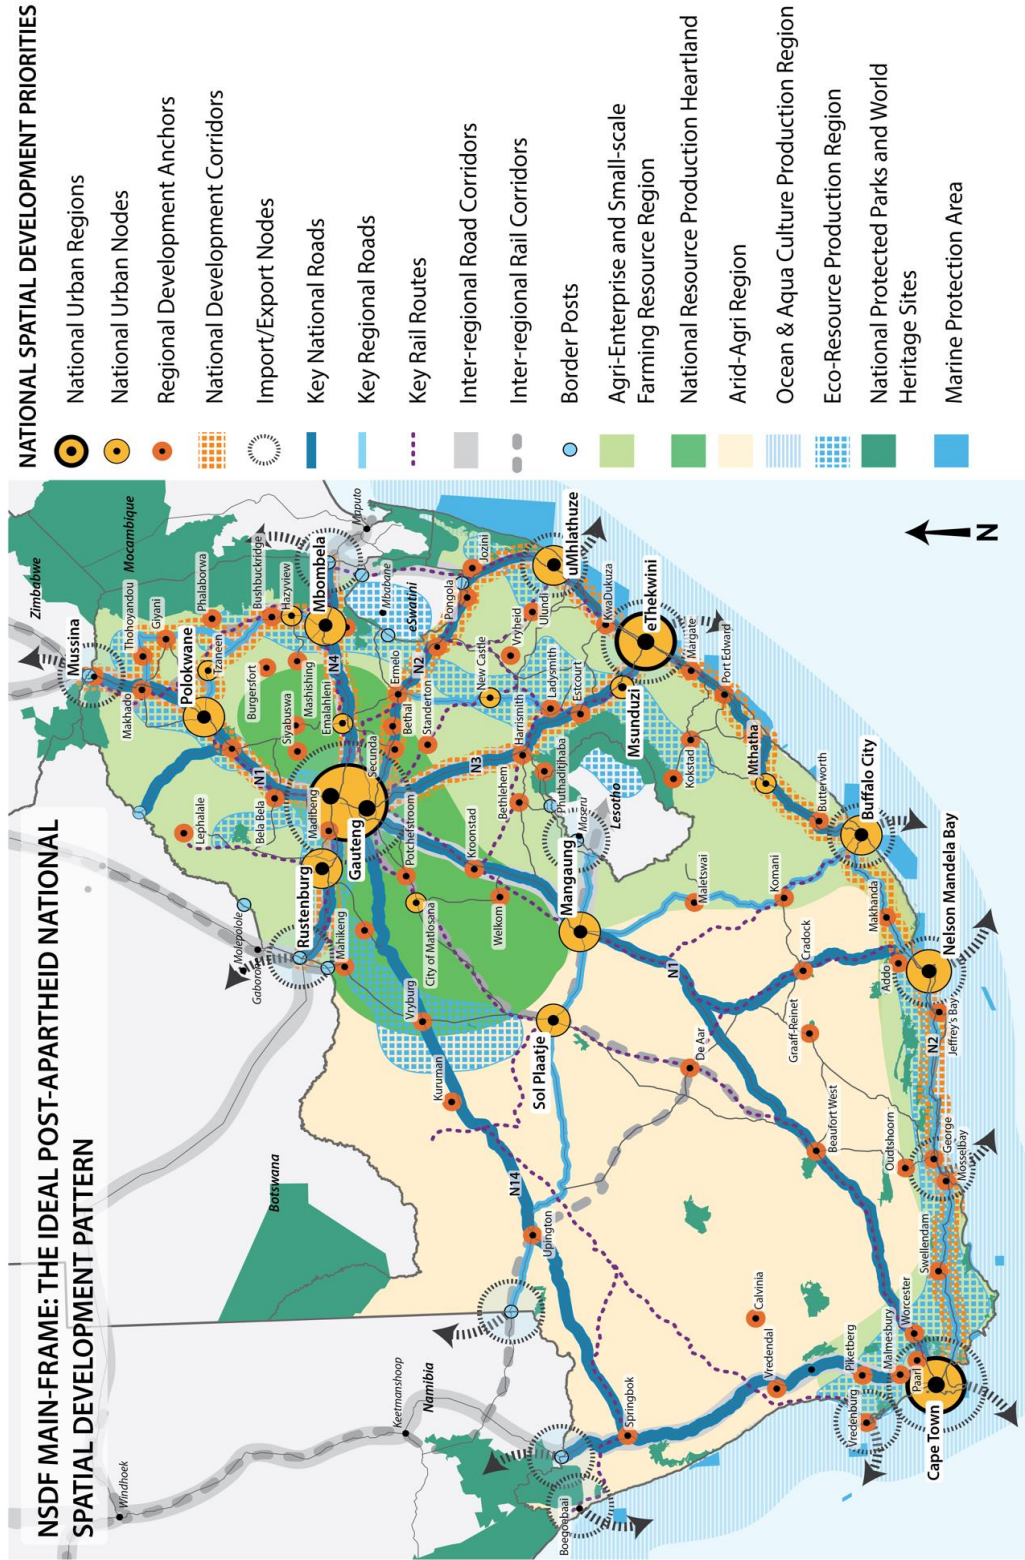 NSDF MAIN-FRAME: THE IDEAL POST-APARTHEID NATIONAL
SPATIAL DEVELOPMENT PATTERN
NATIONAL SPATIAL DEVELOPMENT PRIORITIES
National Urban Regions
National Urban Nodes
Regional Development Anchors
National Development Corridors
Import/Export Nodes
Key National Roads
Key Regional Roads
Key Rail Routes
Inter-regional Road Corridors
Inter-regional Rail Corridors
Border Posts
Agri-Enterprise and Small-scale
Farming Resource Region
National Resource Production Heartland
Arid-Agri Region
Ocean & Aqua Culture Production Region
Eco-Resource Production Region
National Protected Parks and World
Heritage Sites
Marine Protection Area
Zimbabwe
Mocambique
Botswana
Namibia
Windhoek
Keetmanshoop
Molepolole
Gaborone
Maputo
Mbabane
eSwatini
Maseru
Lesotho
Mussina
Thohoyandou
Makhado
Giyani
Polokwane
Phalaborwa
Tzaneen
Bushbuckridge
Hazyview
Mbombela
Burgersfort
Mashishing
Siyabuswa
Emalahleni
N4
N1
Lephalale
Bela Bela
Madibeng
Rustenburg
Gauteng
Secunda
Bethal
Ermelo
Standerton
N2
Pongola
Jozini
uMhlathuze
Ulundi
Vryheid
New Castle
Ladysmith
Estcourt
KwaDukuza
eThekwini
Msunduzi
Margate
Port Edward
Kokstad
Mthatha
Butterworth
Buffalo City
N3
Harrismith
Phuthaditjhaba
Bethlehem
Potchefstroom
Kroonstad
Welkom
City of Matlosana
Mahikeng
Vryburg
Kuruman
Mangaung
Sol Plaatje
N1
Maletswai
Komani
Cradock
Makhanda
Addo
Nelson Mandela Bay
Jeffrey's Bay
N2
Graaff-Reinet
De Aar
Beaufort West
Oudtshoorn
George
Mosselbay
Swellendam
N14
Upington
Springbok
Boegoebaai
Calvinia
Vredendal
Piketberg
Vredenburg
Malmesbury
Worcester
Paarl
Cape Town
N